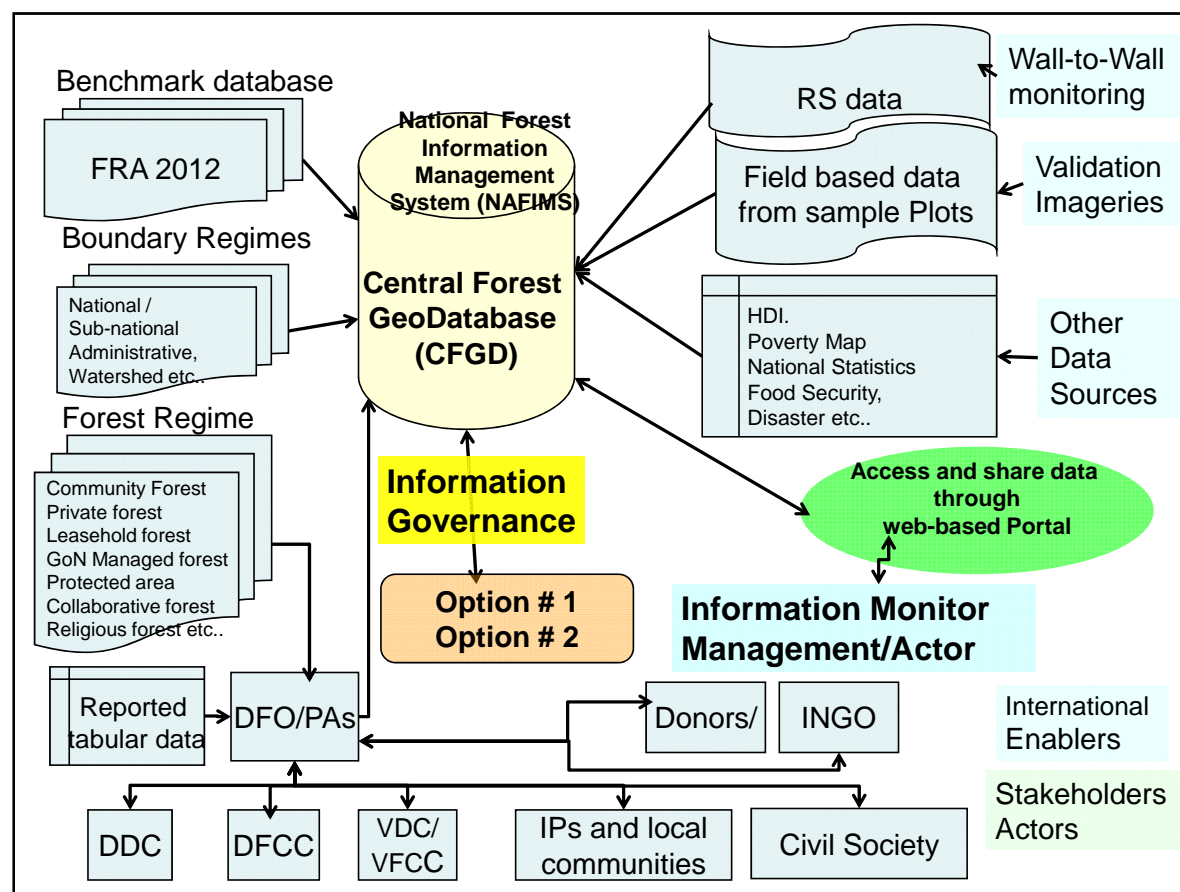 Benchmark database
FRA 2012
Boundary Regimes
National /
Sub-national
Administrative,
Watershed etc..
Forest Regime
Community Forest
Private forest
Leasehold forest
GoN Managed forest
Protected area
Collaborative forest
Religious forest etc..
Reported
tabular data
DFO/PAs
National Forest
Information
Management
System (NAFIMS)
Central Forest
GeoDatabase
(CFGD)
Information
Governance
Option # 1
Option # 2
RS data
Wall-to-Wall
monitoring
Field based data
from sample Plots
Validation
Imageries
HDI.
Poverty Map
National Statistics
Food Security,
Disaster etc..
Other
Data
Sources
Access and share data
through
web-based Portal
Information Monitor
Management/Actor
Donors/
INGO
International
Enablers
DDC
DFCC
VDC/
VFCC
IPs and local
communities
Civil Society
Stakeholders
Actors